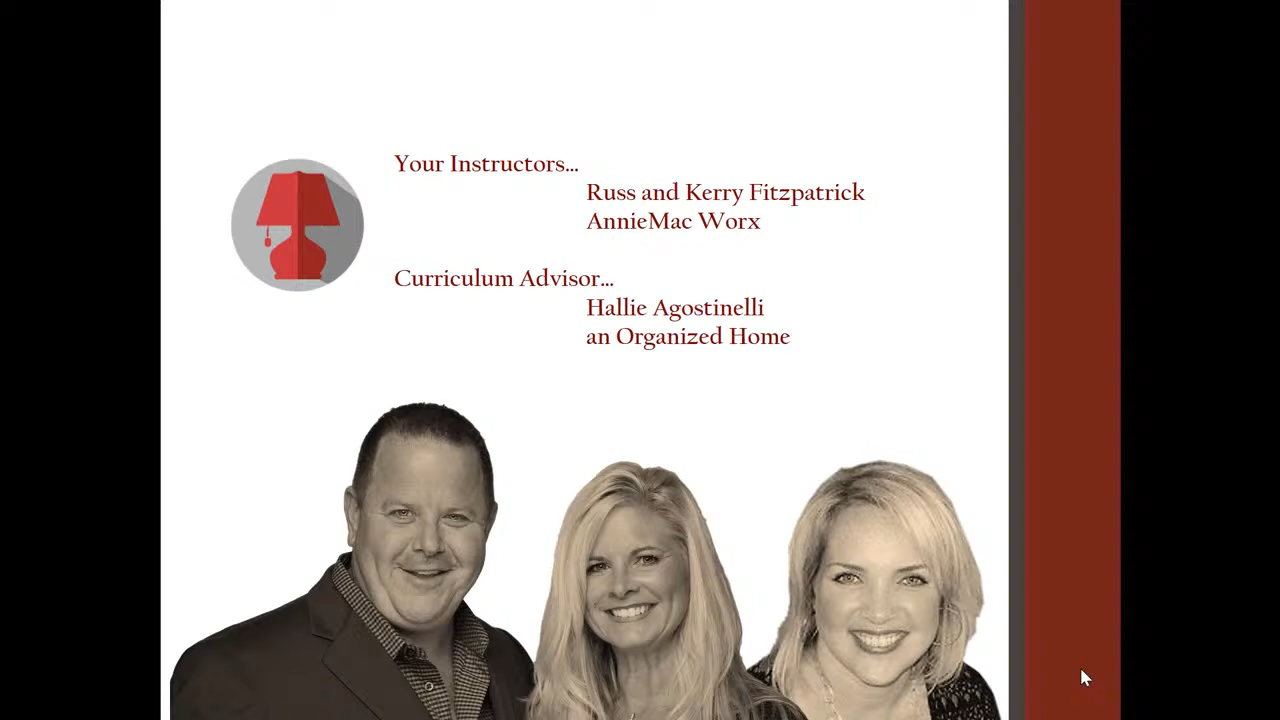 Your Instructors...
Russ and Kerry Fitzpatrick
AnnieMac Worx
Curriculum Advisor...
Hallie Agostinelli
an Organized Home